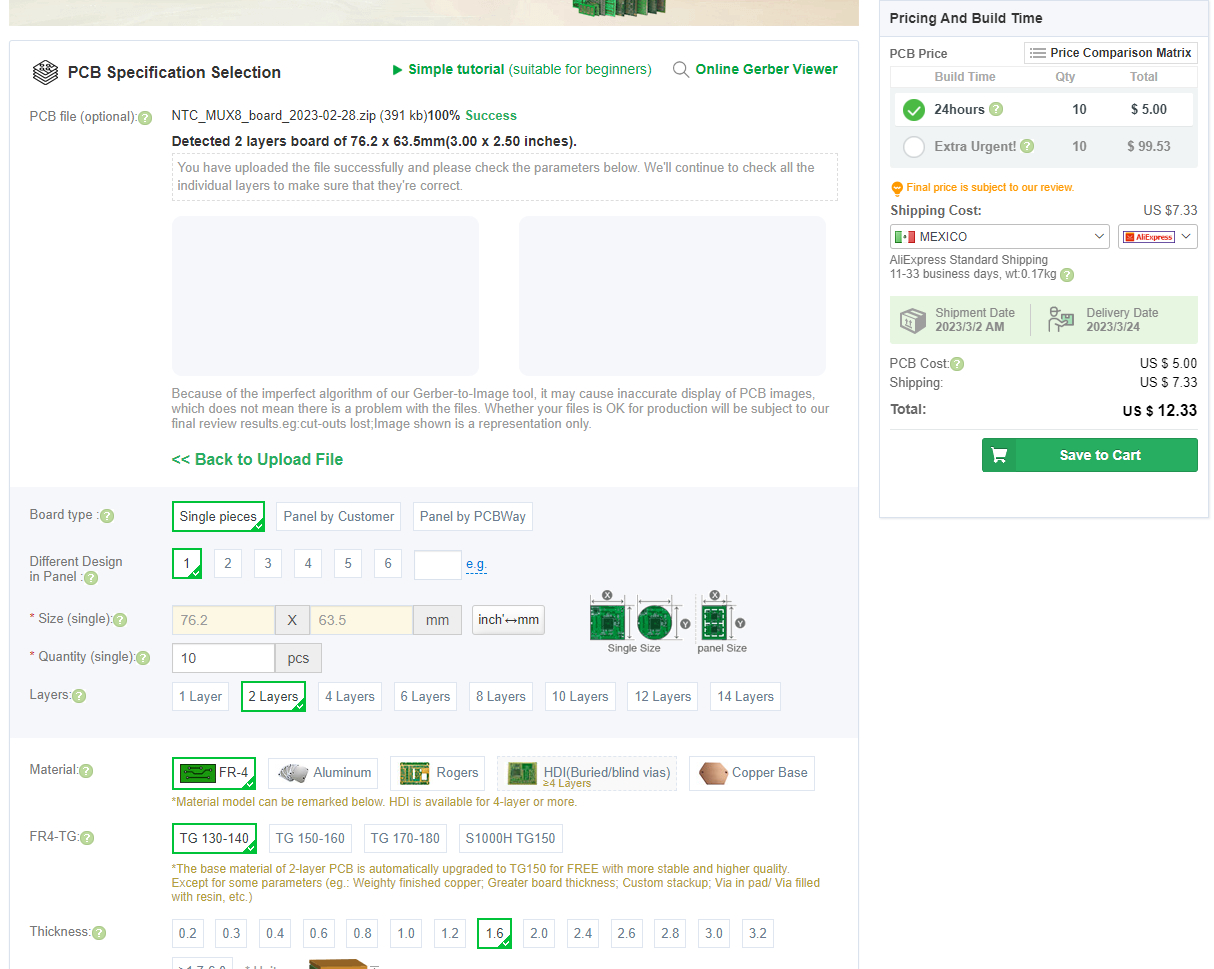 PCB Specification Selection
Simple tutorial (suitable for beginners)
Online Gerber Viewer
PCB file (optional):
NTC_MUX8_board_2023-02-28.zip (391 kb)100% Success
Detected 2 layers board of 76.2 x 63.5mm(3.00 x 2.50 inches).
You have uploaded the file successfully and please check the parameters below. We'll continue to check all the
individual layers to make sure that they're correct.
Because of the imperfect algorithm of our Gerber-to-Image tool, it may cause inaccurate display of PCB images,
which does not mean there is a problem with the files. Whether your files is OK for production will be subject to our
final review results.eg:cut-outs lost;Image shown is a representation only.
<< Back to Upload File
Board type :
Single pieces
Panel by Customer
Panel by PCBWay
Different Design
in Panel :
1 2 3 4 5 6 e.g.
* Size (single):
76.2 X 63.5 mm
inch'↔mm
X
X
Y
Y
Single Size
panel Size
* Quantity (single):
10 pcs
Layers:
1 Layer 2 Layers 4 Layers 6 Layers 8 Layers 10 Layers 12 Layers 14 Layers
Material:
FR-4
Aluminum
Rogers
HDI(Buried/blind vias)
≥4 Layers
Copper Base
*Material model can be remarked below. HDI is available for 4-layer or more.
FR4-TG:
TG 130-140 TG 150-160 TG 170-180 S1000H TG150
*The base material of 2-layer PCB is automatically upgraded to TG150 for FREE with more stable and higher quality.
Except for some parameters (eg.: Weighty finished copper; Greater board thickness; Custom stackup; Via in pad/ Via filled
with resin, etc.)
Thickness:
0.2 0.3 0.4 0.6 0.8 1.0 1.2 1.6 2.0 2.4 2.6 2.8 3.0 3.2
Pricing And Build Time
PCB Price
Price Comparison Matrix
Build Time Qty Total
24hours 10 $ 5.00
Extra Urgent! 10 $ 99.53
Final price is subject to our review.
Shipping Cost: US $7.33
MEXICO
AliExpress
AliExpress Standard Shipping
11-33 business days, wt:0.17kg
Shipment Date
2023/3/2 AM
Delivery Date
2023/3/24
PCB Cost: US $ 5.00
Shipping: US $ 7.33
Total: US $ 12.33
Save to Cart